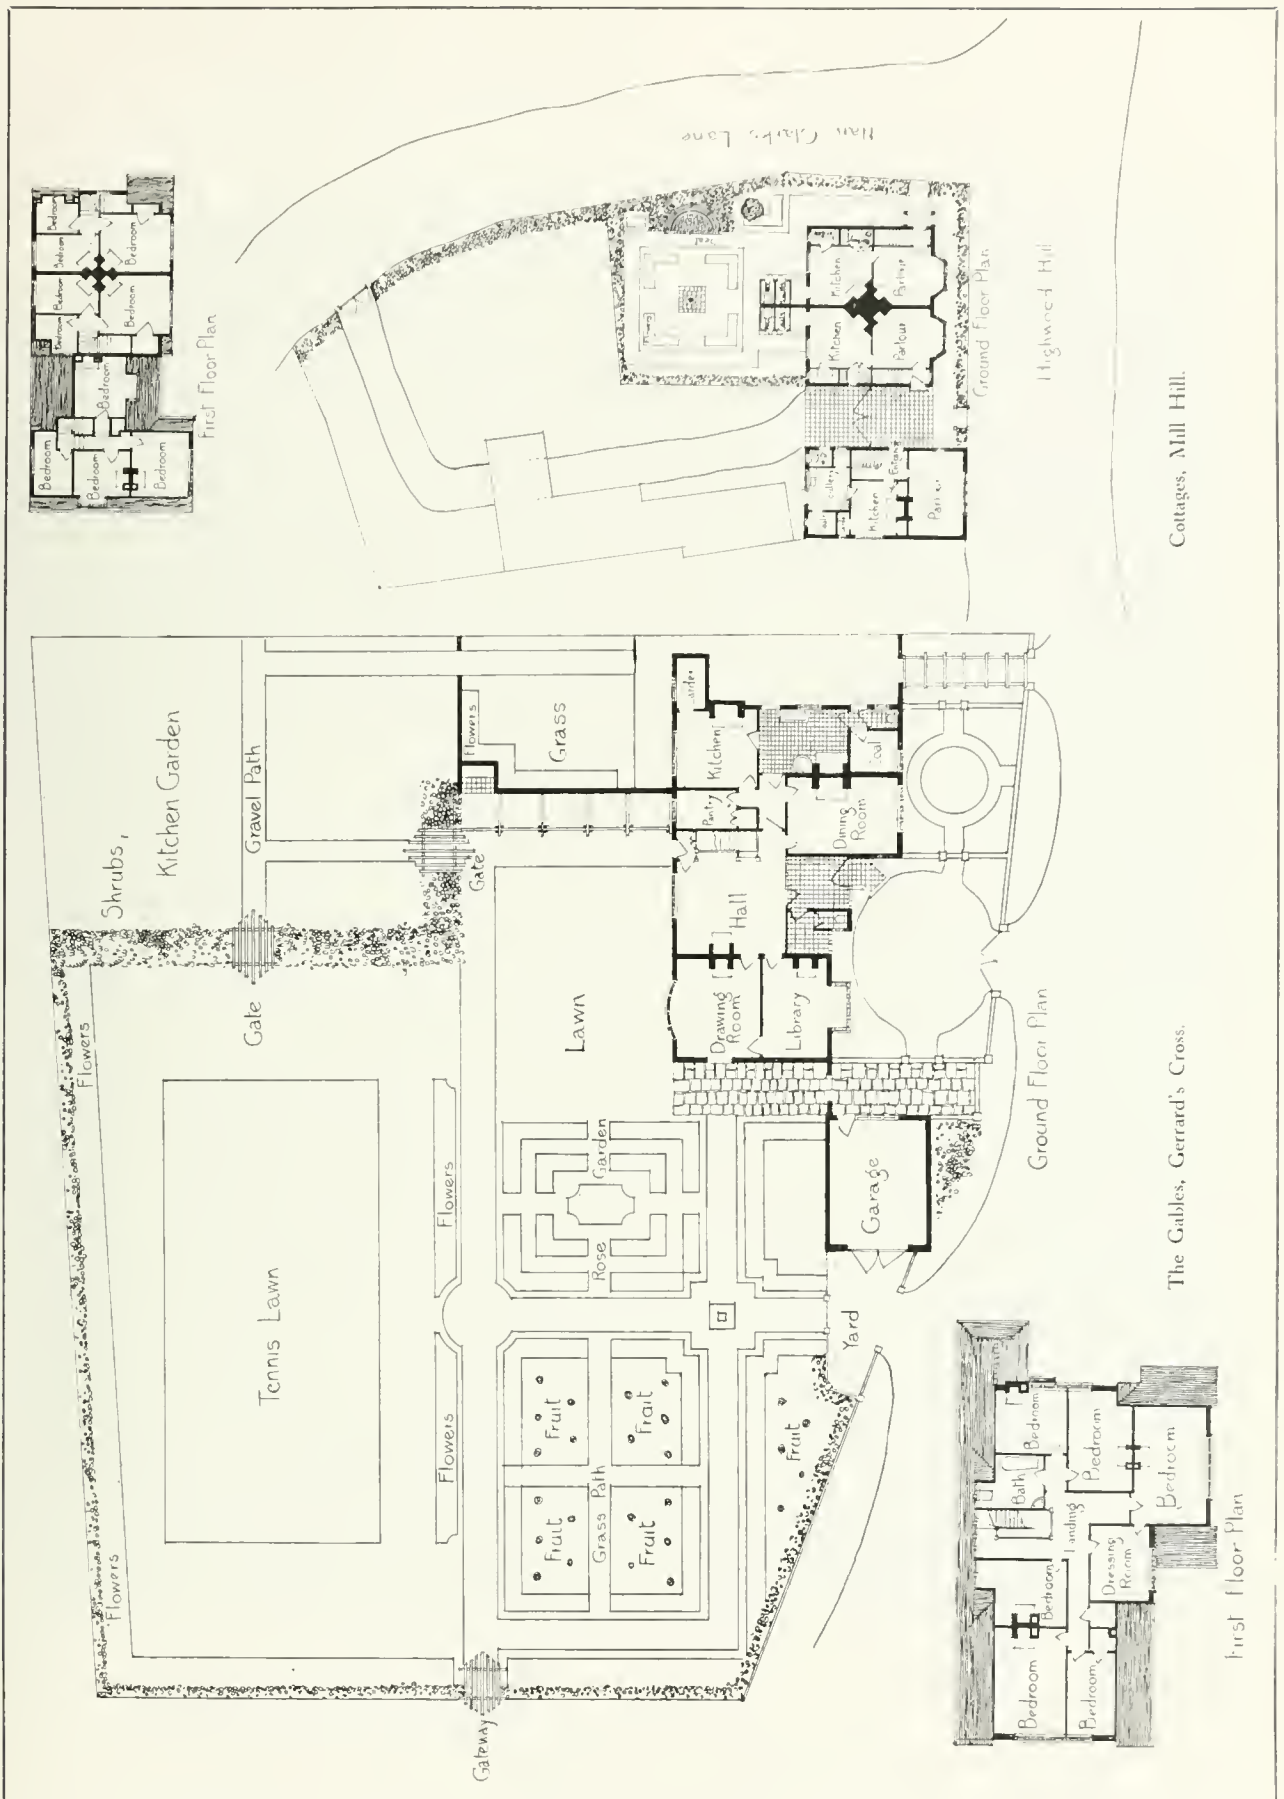 Shrubs,
Kitchen Garden
Gravel Path
Gate
Gate
Flowers
Grass
Flowers
Flowers
Tennis Lawn
Flowers
Flowers
Gateway
Lawn
Rose Garden
Fruit
Fruit
Fruit
Fruit
Fruit
Grass Path
Yard
Garage
Drawing
Room
Library
Hall
Pantry
Kitchen
Dining
Room
Ground Floor Plan
Bedroom
Bath
Bedroom
Bedroom
Landing
Dressing
Room
Bedroom
Bedroom
Bedroom
First Floor Plan
The Gables, Gerrard's Cross.
Bedroom
Bedroom
Bedroom
Bedroom
Bedroom
Bedroom
Bedroom
Bedroom
Bedroom
Bedroom
First Floor Plan
Lane
Kitchen
Kitchen
Parlour
Parlour
Kitchen
Entrance
Ground Floor Plan
Highwood Hill
Cottages, Mill Hill.